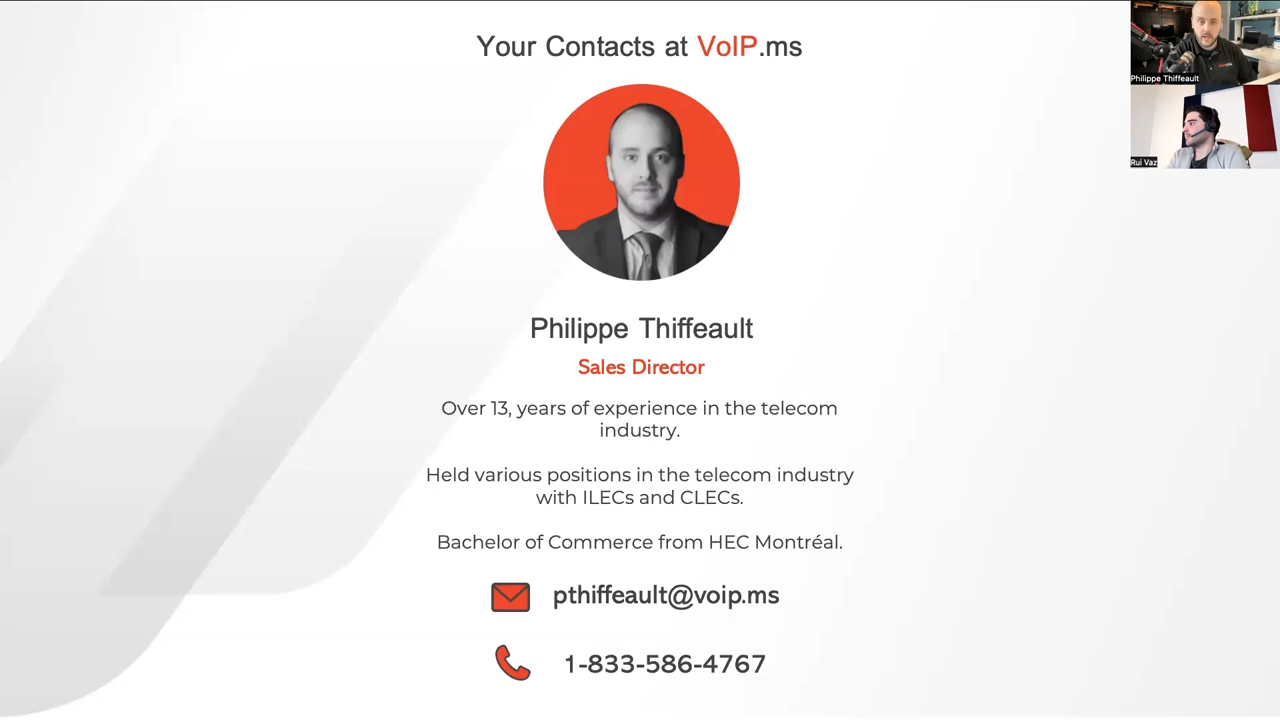 Your Contacts at VoIP.ms
Philippe Thiffeault
Rui Vaz
Philippe Thiffeault
Sales Director
Over 13, years of experience in the telecom
industry.
Held various positions in the telecom industry
with ILECs and CLECs.
Bachelor of Commerce from HEC Montréal.
pthiffeault@voip.ms
1-833-586-4767